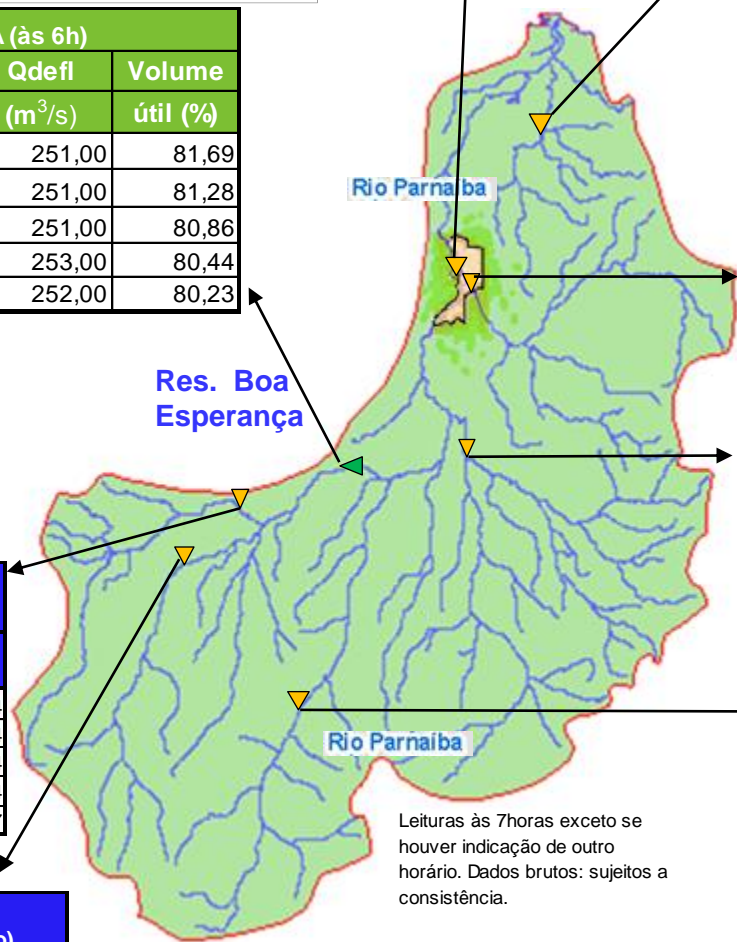 (às 6h)
Qdefl Volume
(m³/s) útil (%)
251,00 81,69
251,00 81,28
251,00 80,86
253,00 80,44
252,00 80,23
Rio Parnaíba
Res. Boa
Esperança
Rio Parnaíba
Leituras às 7horas exceto se
houver indicação de outro
horário. Dados brutos: sujeitos a
consistência.